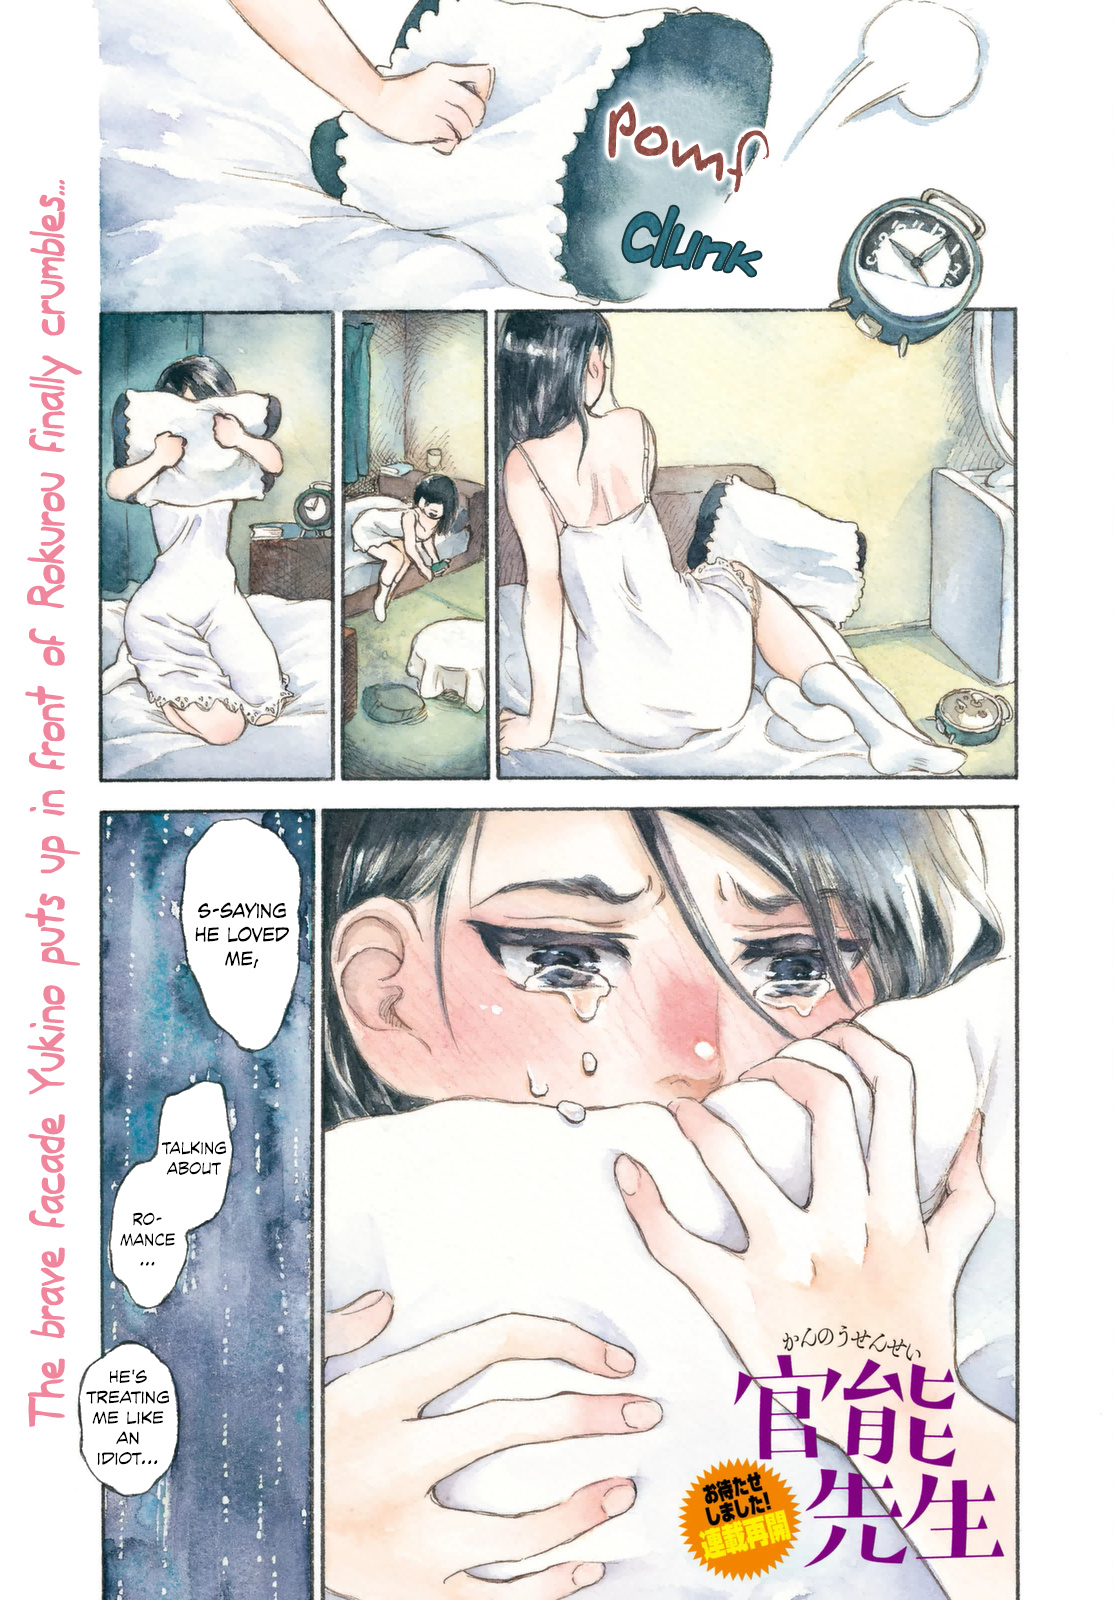 pomf
clunk
The brave facade Yukino puts up in front of Rokurou finally crumbles...
S-SAYING
HE LOVED
ME,
TALKING
ABOUT
RO-
MANCE
...
HE'S
TREATING
ME LIKE
AN
IDIOT...
かんのうせんせい
官能
先生
お待たせ
しました!
連載再開